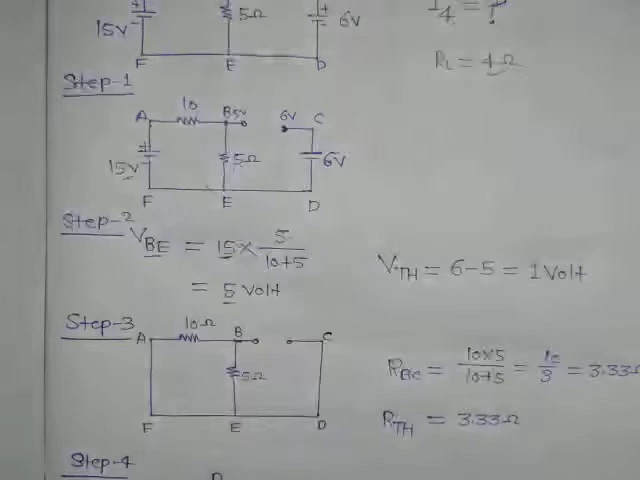 15V 5Ω 6V I4 = ?
F E D
RL = 4Ω
Step-1
A 10 B 5V 6V C
15V 5Ω 6V
F E D
Step-2
VBE = 15 × 5/10+5
= 5 Volt
VTH = 6-5 = 1 Volt
Step-3
A 10Ω B C
5Ω
F E D
RBC = 10×5/10+5 = 10/3 = 3.33Ω
RTH = 3.33Ω
Step-4